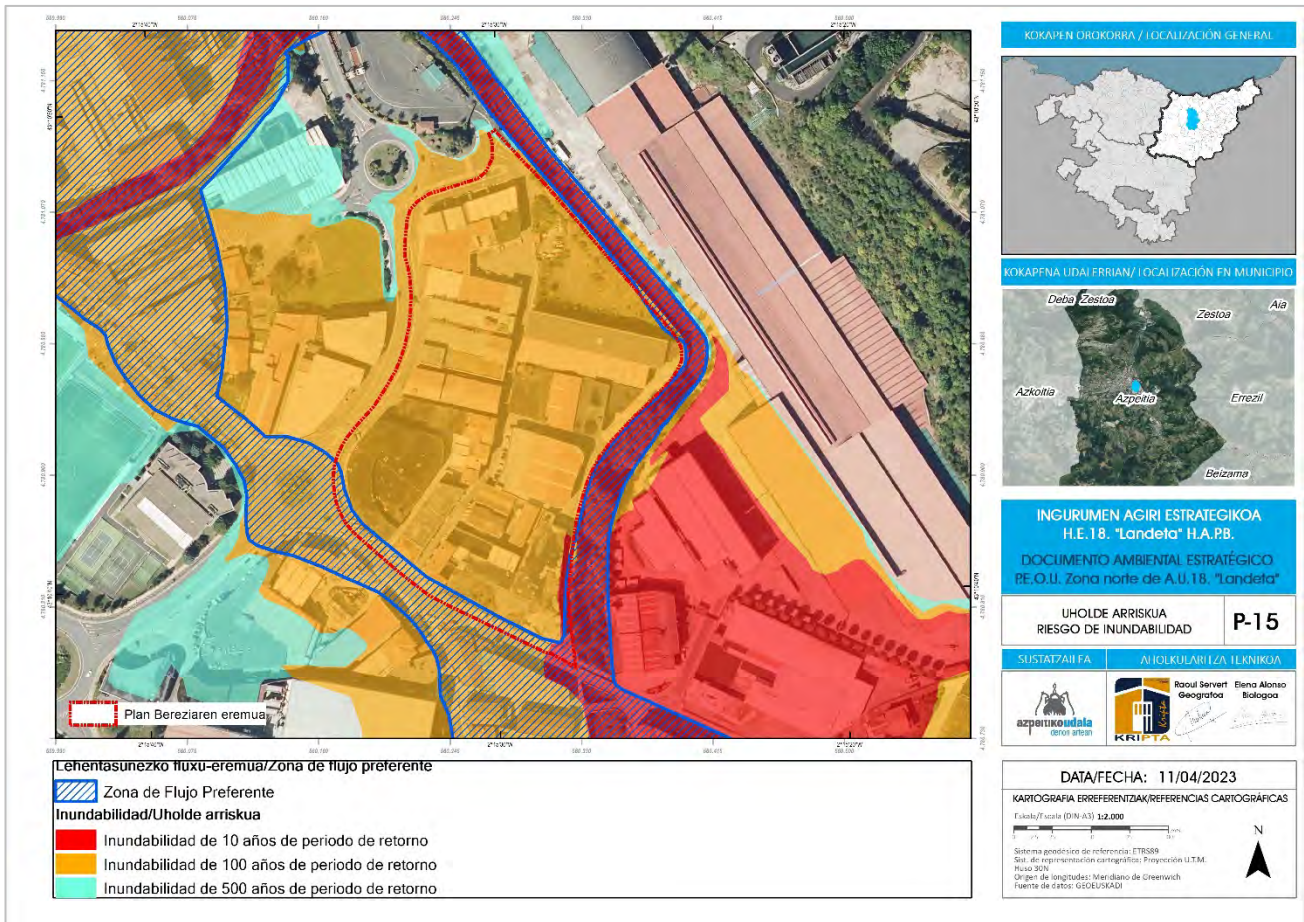 KOKAPEN OROKORRA / LOCALIZACIÓN GENERAL
KOKAPENA UDALERRIAN/ LOCALIZACIÓN EN MUNICIPIO
Deba
Zestoa
Zestoa
Aia
Azkoitia
Azpeitia
Errezil
Beizama
INGURUMEN AGIRI ESTRATEGIKOA
H.E.18. "Landeta" H.A.P.B.
DOCUMENTO AMBIENTAL ESTRATÉGICO
P.E.O.U. Zona norte de A.U.18. "Landeta"
UHOLDE ARRISKUA
RIESGO DE INUNDABILIDAD
P-15
SUSTATZAILEA
AHOLKULARITZA TEKNIKOA
azpeitikoudala
denon artean
KRIPTA
Raoul Servert
Geografoa
Elena Alonso
Biologoa
DATA/FECHA: 11/04/2023
KARTOGRAFIA ERREFERENTZIAK/REFERENCIAS CARTOGRÁFICAS
Eskala/Escala (DIN-A3) 1:2.000
N
Sistema geodésico de referencia: ETRS89
Sist. de representación cartográfica: Proyección U.T.M.
Huso 30N
Origen de longitudes: Meridiano de Greenwich
Fuente de datos: GEOEUSKADI
Plan Bereziaren eremua
Lehentasunezko fluxu-eremua/Zona de flujo preferente
Zona de Flujo Preferente
Inundabilidad/Uholde arriskua
Inundabilidad de 10 años de periodo de retorno
Inundabilidad de 100 años de periodo de retorno
Inundabilidad de 500 años de periodo de retorno